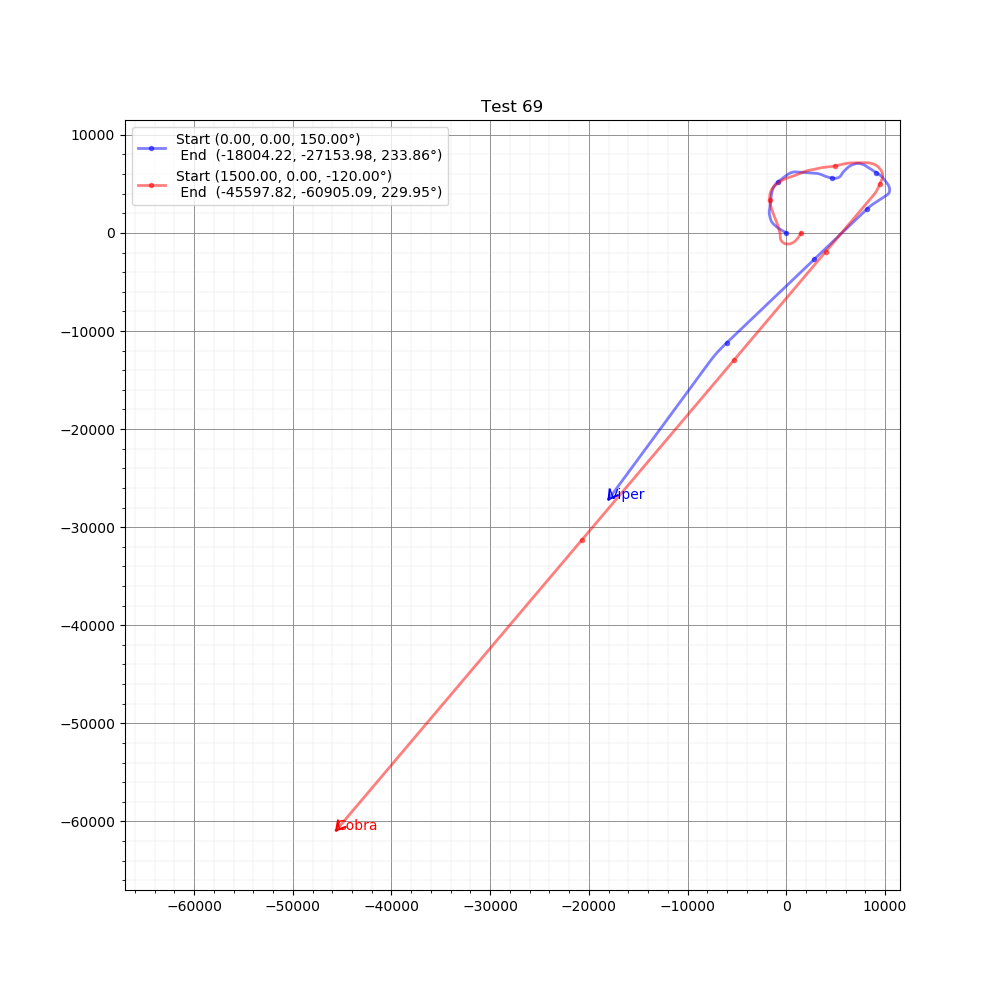 Test 69
Start (0.00, 0.00, 150.00°)
End  (-18004.22, -27153.98, 233.86°)
Start (1500.00, 0.00, -120.00°)
End  (-45597.82, -60905.09, 229.95°)
10000
0
−10000
−20000
−30000
−40000
−50000
−60000
Viper
Cobra
−60000 −50000 −40000 −30000 −20000 −10000 0 10000